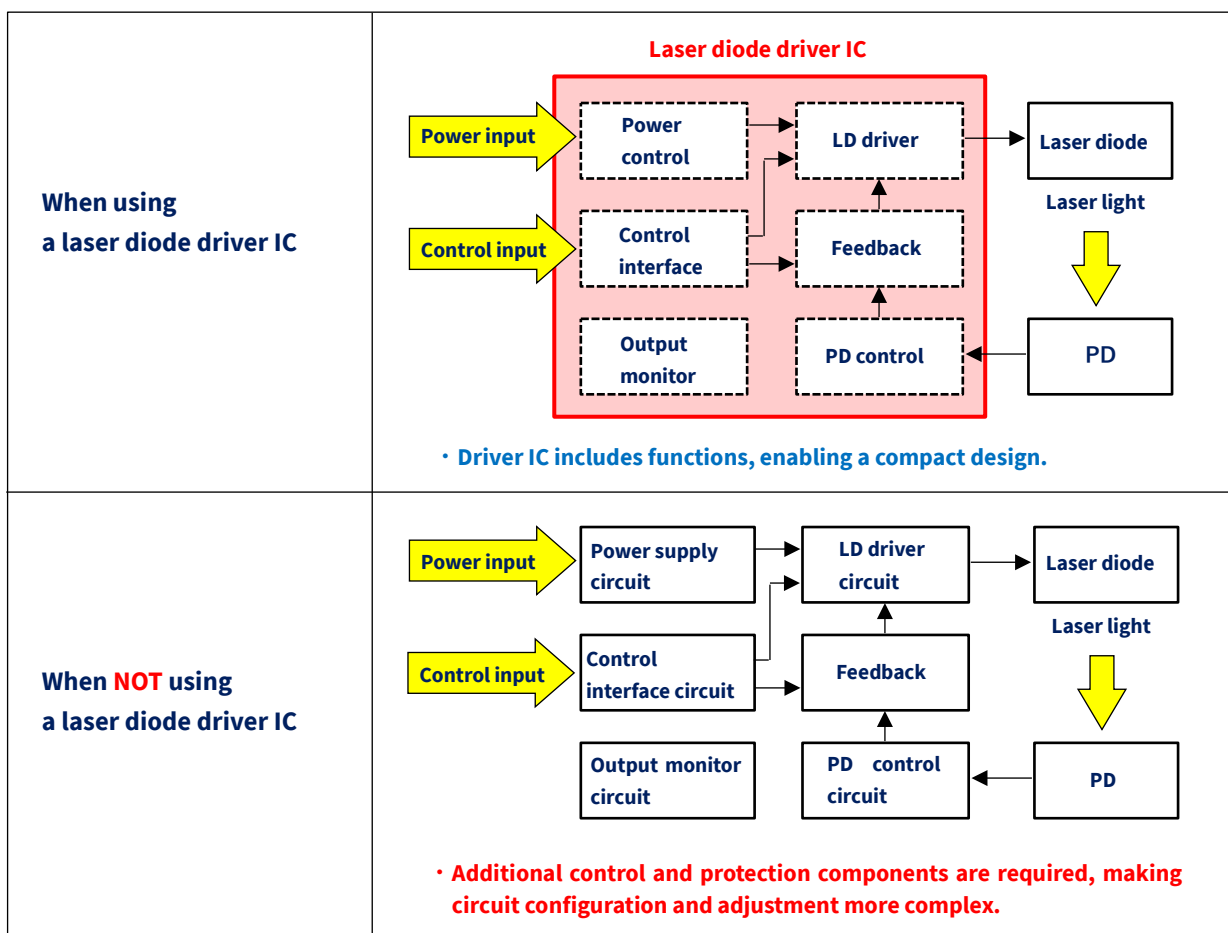 When using
a laser diode driver IC
Laser diode driver IC
Power input
Power
control
LD driver
Laser diode
Laser light
Control input
Control
interface
Feedback
Output
monitor
PD control
PD
・Driver IC includes functions, enabling a compact design.
When NOT using
a laser diode driver IC
Power input
Power supply
circuit
LD driver
circuit
Laser diode
Laser light
Control input
Control
interface circuit
Feedback
Output monitor
circuit
PD control
circuit
PD
・Additional control and protection components are required, making
circuit configuration and adjustment more complex.